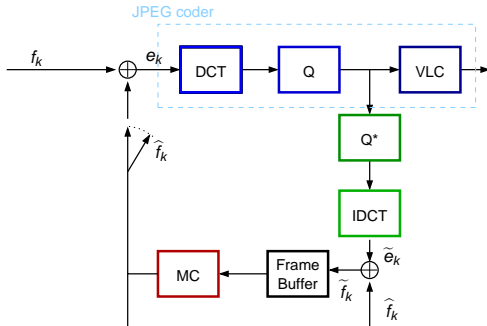 JPEG coder
f_k
e_k
DCT
Q
VLC
Q*
f̂_k
IDCT
ẽ_k
MC
Frame
Buffer
f̃_k
f̂_k